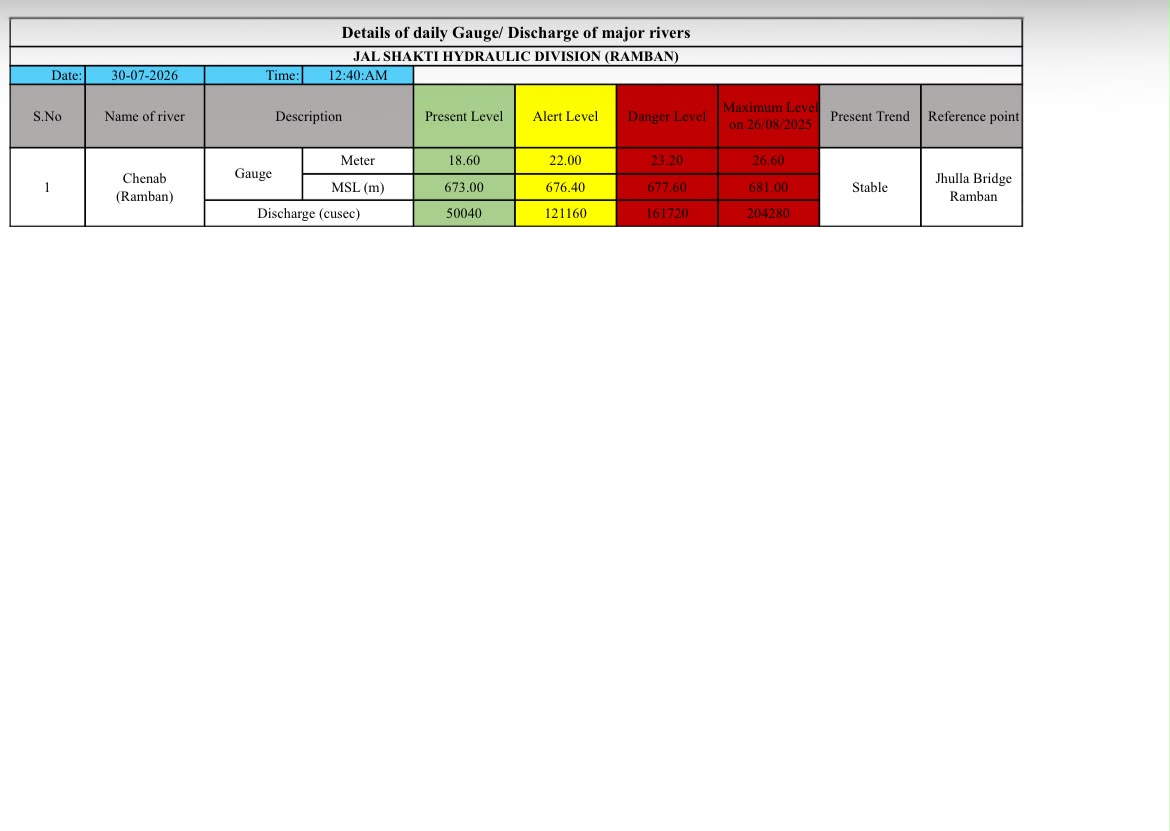 Details of daily Gauge/ Discharge of major rivers
JAL SHAKTI HYDRAULIC DIVISION (RAMBAN)
Date: 30-07-2026 Time: 12:40:AM
S.No Name of river Description Present Level Alert Level Danger Level Maximum Level on 26/08/2025 Present Trend Reference point
1 Chenab (Ramban) Gauge Meter 18.60 22.00 23.20 26.60 Stable Jhulla Bridge Ramban
MSL (m) 673.00 676.40 677.60 681.00
Discharge (cusec) 50040 121160 161720 204280